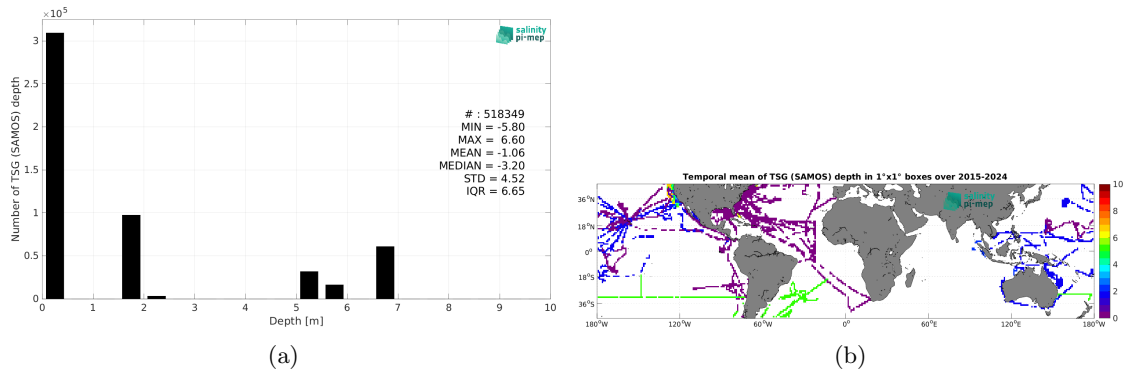 ×10^5
3
2.5
2
1.5
1
0.5
0
Number of TSG (SAMOS) depth
salinity
pi-mep
# : 518349
MIN = -5.80
MAX = 6.60
MEAN = -1.06
MEDIAN = -3.20
STD = 4.52
IQR = 6.65
0 1 2 3 4 5 6 7 8 9 10
Depth [m]
(a)
Temporal mean of TSG (SAMOS) depth in 1°x1° boxes over 2015-2024
salinity
pi-mep
36°N
18°N
0°
18°S
36°S
180°W 120°W 60°W 0° 60°E 120°E 180°W
10
8
6
4
2
0
(b)